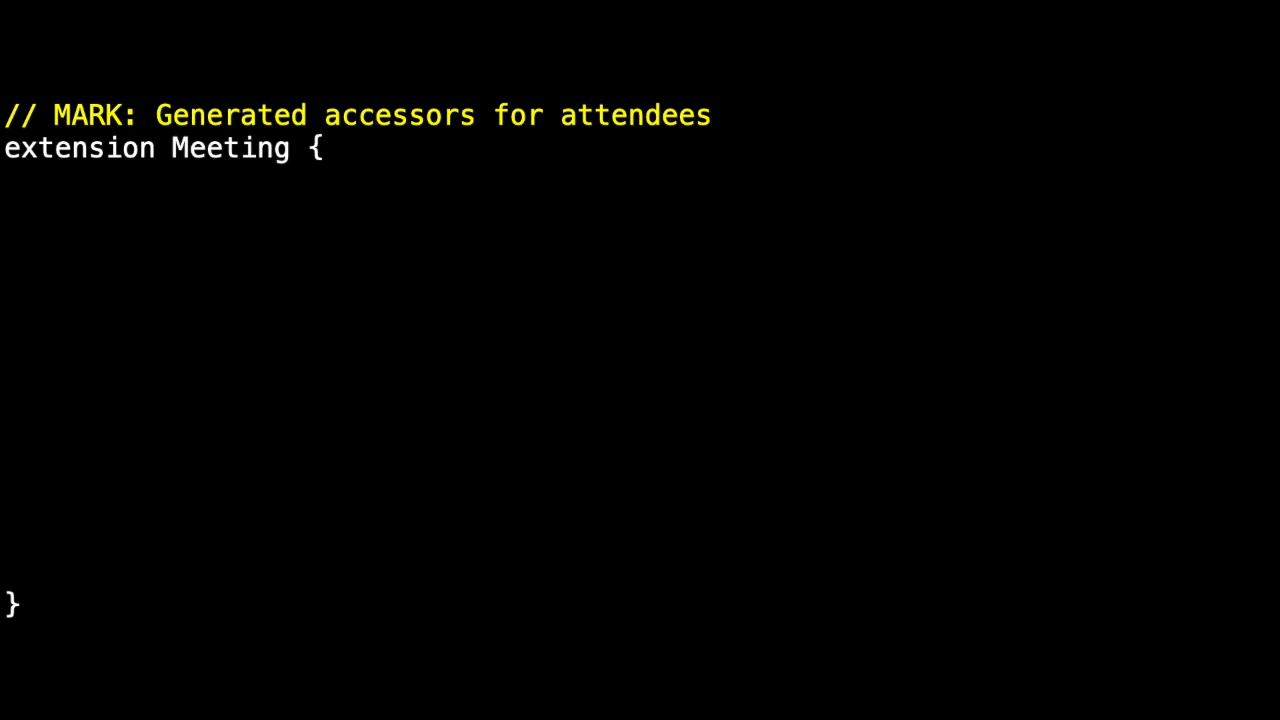 // MARK: Generated accessors for attendees
extension Meeting {
}